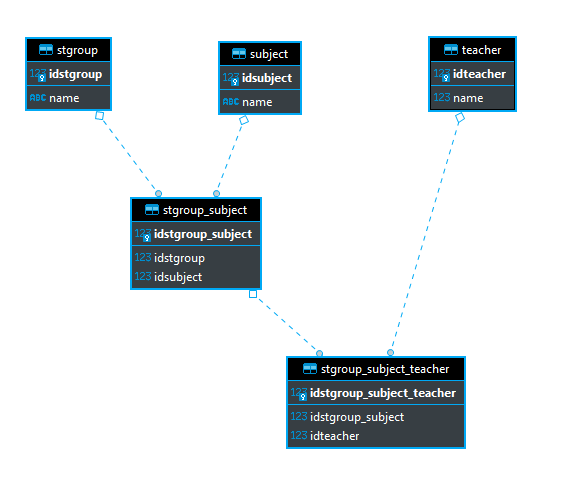 stgroup
123 idstgroup
ABC name
subject
123 idsubject
ABC name
teacher
123 idteacher
123 name
stgroup_subject
123 idstgroup_subject
123 idstgroup
123 idsubject
stgroup_subject_teacher
123 idstgroup_subject_teacher
123 idstgroup_subject
123 idteacher